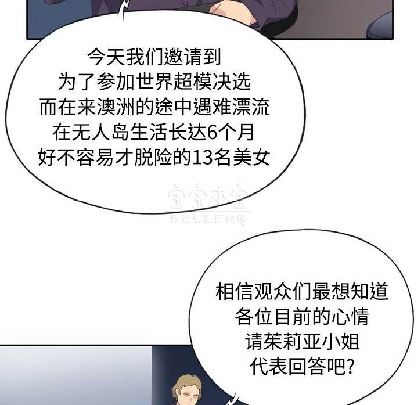 今天我们邀请到
为了参加世界超模决选
而在来澳洲的途中遇难漂流
在无人岛生活长达6个月
好不容易才脱险的13名美女
相信观众们最想知道
各位目前的心情
请茱莉亚小姐
代表回答吧?